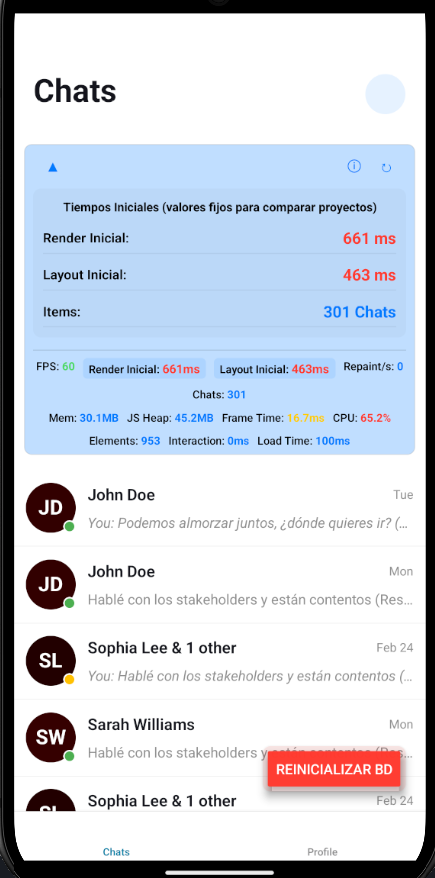 Chats
Tiempos Iniciales (valores fijos para comparar proyectos)
Render Inicial: 661 ms
Layout Inicial: 463 ms
Items: 301 Chats
FPS: 60 Render Inicial: 661ms Layout Inicial: 463ms Repaint/s: 0
Chats: 301
Mem: 30.1MB JS Heap: 45.2MB Frame Time: 16.7ms CPU: 65.2%
Elements: 953 Interaction: 0ms Load Time: 100ms
JD John Doe Tue
You: Podemos almorzar juntos, ¿dónde quieres ir? (...
JD John Doe Mon
Hablé con los stakeholders y están contentos (Res...
SL Sophia Lee & 1 other Feb 24
You: Hablé con los stakeholders y están contentos (...
SW Sarah Williams Mon
Hablé con los stakeholders y están contentos (Res...
REINICIALIZAR BD
SL Sophia Lee & 1 other Feb 24
Chats Profile